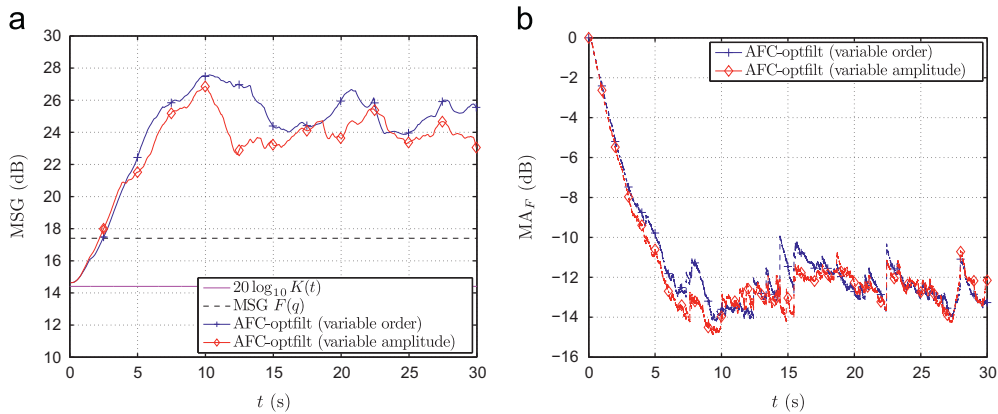 a
MSG (dB)
30
28
26
24
22
20
18
16
14
12
10
0
5
10
15
20
25
30
t (s)
20 log₁₀ K(t)
MSG F(q)
AFC-optfilt (variable order)
AFC-optfilt (variable amplitude)
b
MA_F (dB)
0
−2
−4
−6
−8
−10
−12
−14
−16
0
5
10
15
20
25
30
t (s)
AFC-optfilt (variable order)
AFC-optfilt (variable amplitude)